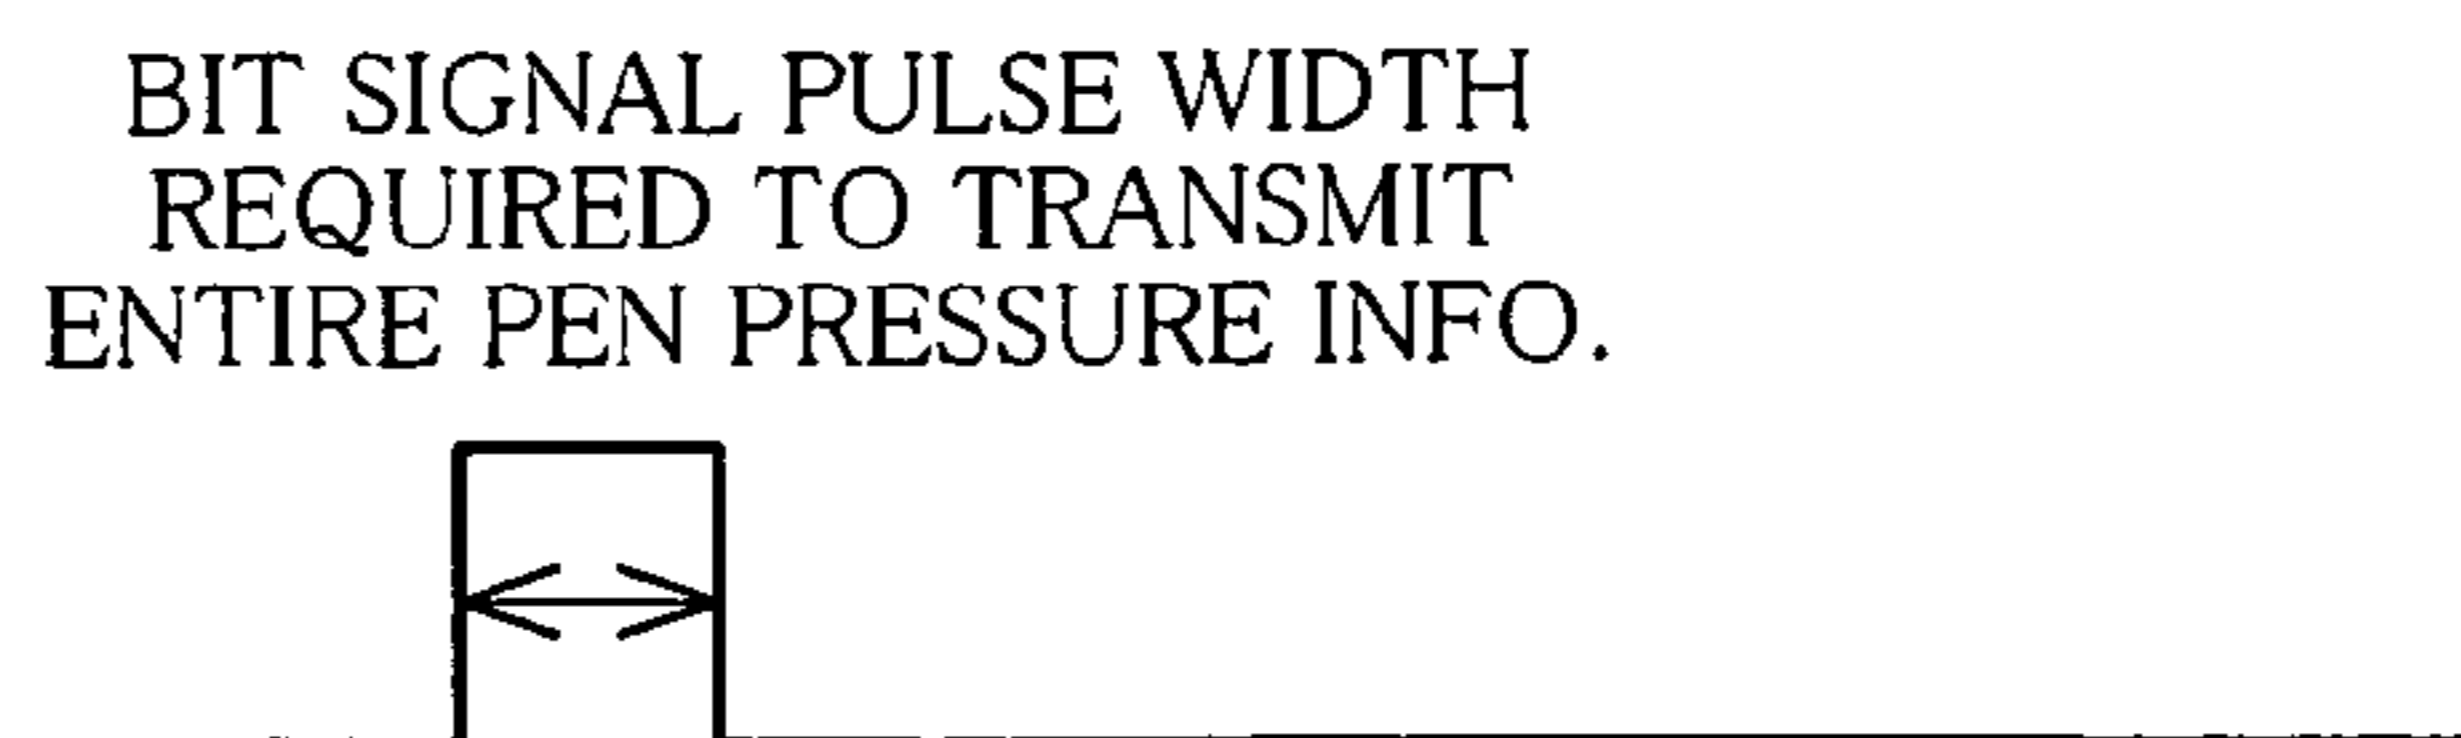 BIT SIGNAL PULSE WIDTH
REQUIRED TO TRANSMIT
ENTIRE PEN PRESSURE INFO.